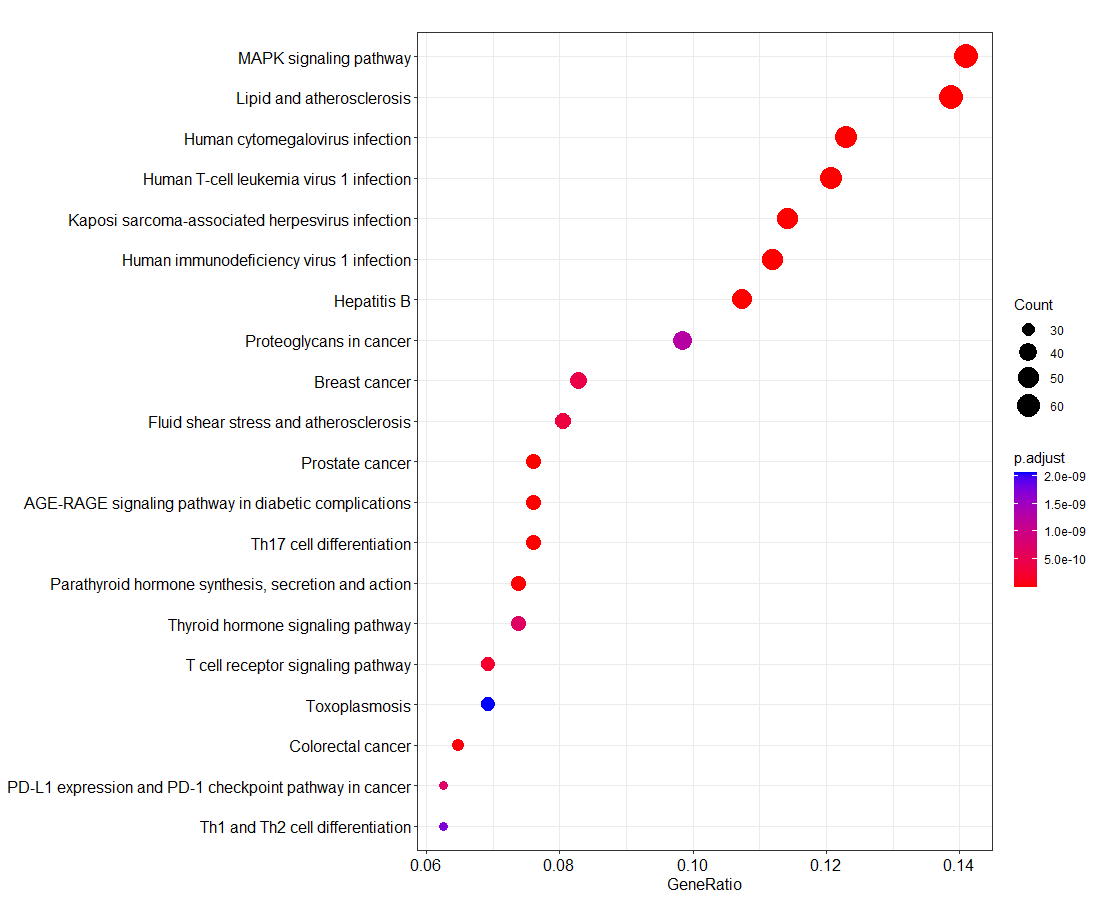 MAPK signaling pathway
Lipid and atherosclerosis
Human cytomegalovirus infection
Human T-cell leukemia virus 1 infection
Kaposi sarcoma-associated herpesvirus infection
Human immunodeficiency virus 1 infection
Hepatitis B
Proteoglycans in cancer
Breast cancer
Fluid shear stress and atherosclerosis
Prostate cancer
AGE-RAGE signaling pathway in diabetic complications
Th17 cell differentiation
Parathyroid hormone synthesis, secretion and action
Thyroid hormone signaling pathway
T cell receptor signaling pathway
Toxoplasmosis
Colorectal cancer
PD-L1 expression and PD-1 checkpoint pathway in cancer
Th1 and Th2 cell differentiation
0.06 0.08 0.10 0.12 0.14
GeneRatio
Count
30
40
50
60
p.adjust
2.0e-09
1.5e-09
1.0e-09
5.0e-10